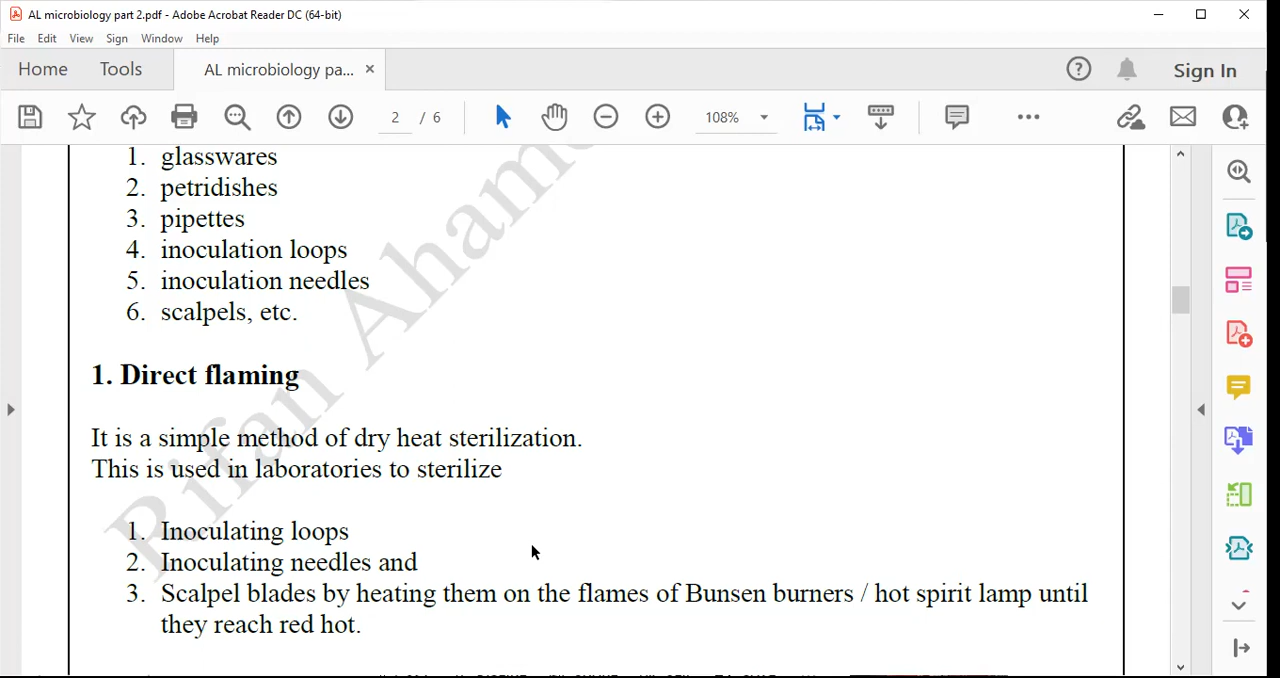 AL microbiology part 2.pdf - Adobe Acrobat Reader DC (64-bit)
File Edit View Sign Window Help
Home Tools AL microbiology pa... × Sign In
2 / 6 108%
1. glasswares
2. petridishes
3. pipettes
4. inoculation loops
5. inoculation needles
6. scalpels, etc.
1. Direct flaming
It is a simple method of dry heat sterilization.
This is used in laboratories to sterilize
1. Inoculating loops
2. Inoculating needles and
3. Scalpel blades by heating them on the flames of Bunsen burners / hot spirit lamp until
they reach red hot.
Rifan Aham